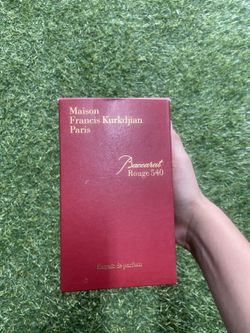 Maison
Francis Kurkdjian
Paris
Baccarat
Rouge 540
Extrait de parfum